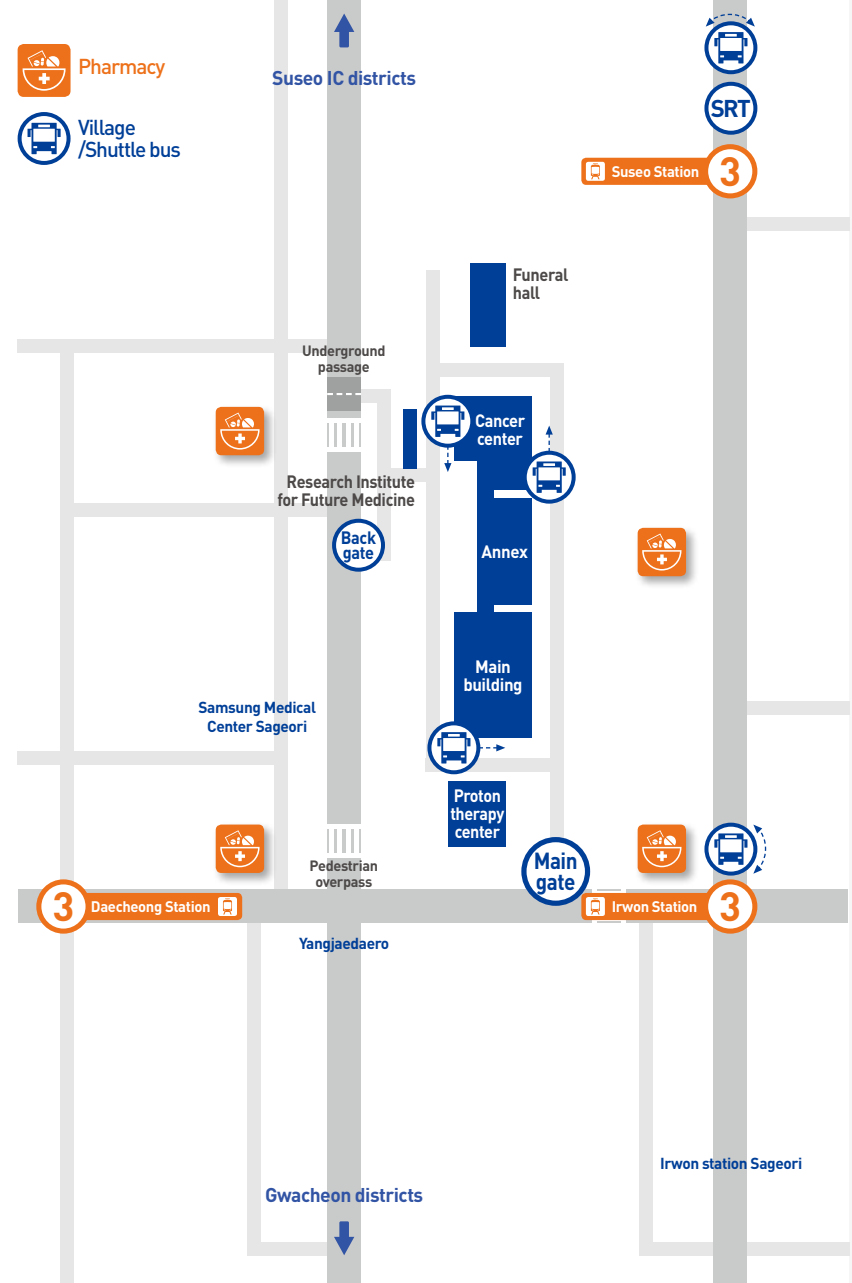 Pharmacy
Village
/Shuttle bus
Suseo IC districts
SRT
Suseo Station
3
Funeral
hall
Underground
passage
Cancer
center
Research Institute
for Future Medicine
Back
gate
Annex
Main
building
Samsung Medical
Center Sageori
Proton
therapy
center
Pedestrian
overpass
Main
gate
3
Daecheong Station
Irwon Station
3
Yangjaedaero
Irwon station Sageori
Gwacheon districts